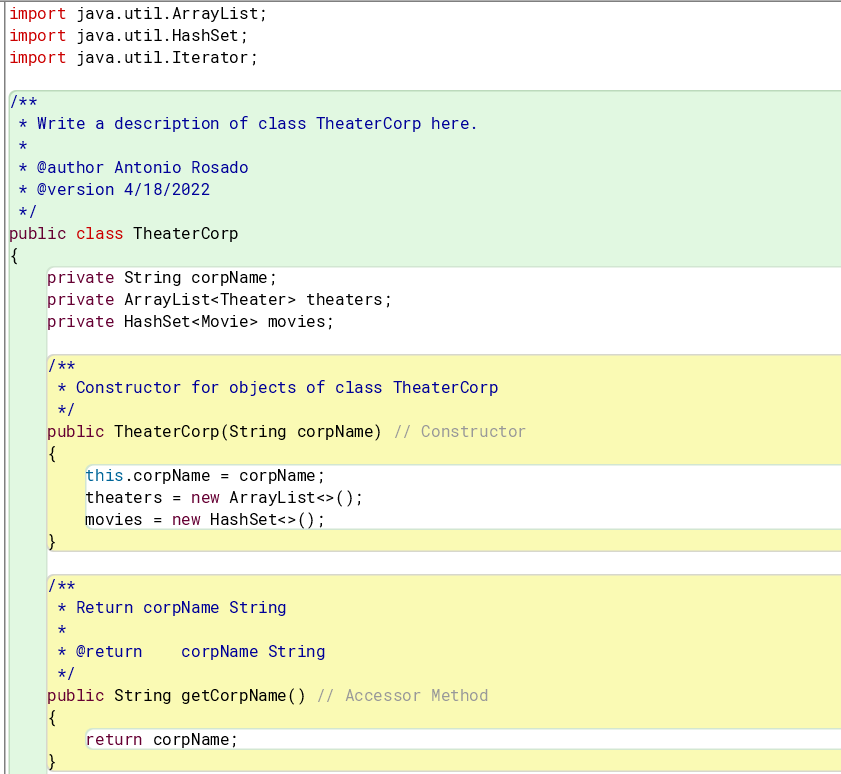 import java.util.ArrayList;
import java.util.HashSet;
import java.util.Iterator;

/**
 * Write a description of class TheaterCorp here.
 *
 * @author Antonio Rosado
 * @version 4/18/2022
 */
public class TheaterCorp
{
    private String corpName;
    private ArrayList<Theater> theaters;
    private HashSet<Movie> movies;

    /**
     * Constructor for objects of class TheaterCorp
     */
    public TheaterCorp(String corpName) // Constructor
    {
        this.corpName = corpName;
        theaters = new ArrayList<>();
        movies = new HashSet<>();
    }

    /**
     * Return corpName String
     *
     * @return    corpName String
     */
    public String getCorpName() // Accessor Method
    {
        return corpName;
    }